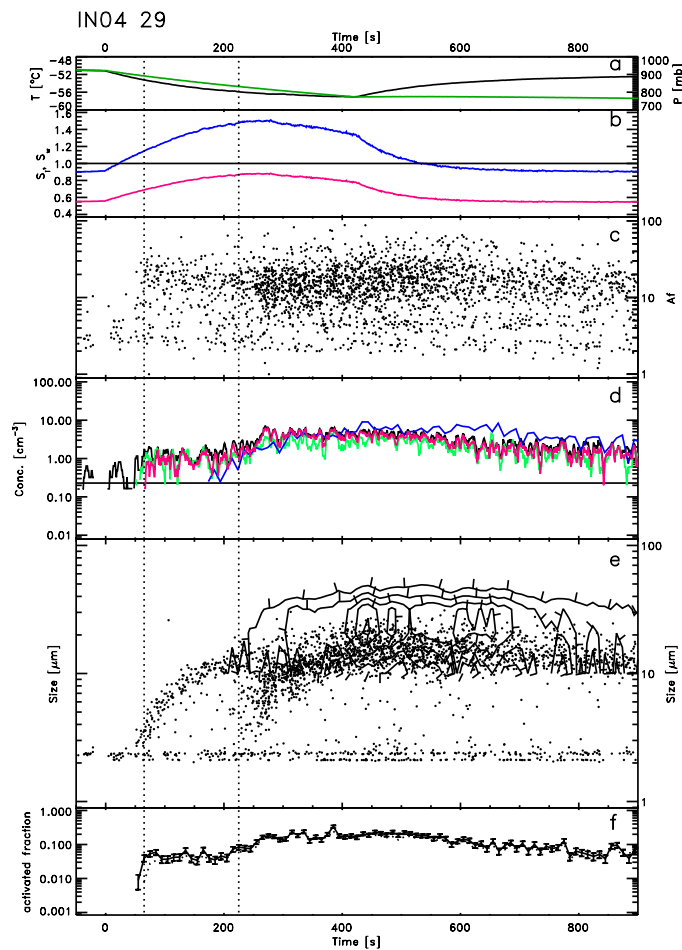 IN04 29
Time [s]
0 200 400 600 800
-48
-52
-56
-60
T [°C]
a
1000
900
800
700
P [mb]
1.6
1.4
1.2
1.0
0.8
0.6
0.4
S_i, S_w
b
c
100
10
1
Af
100.00
10.00
1.00
0.10
0.01
Conc. [cm⁻³]
d
Size [μm]
e
100
10
1
Size [μm]
1.000
0.100
0.010
0.001
activated fraction
f
0 200 400 600 800
Time [s]